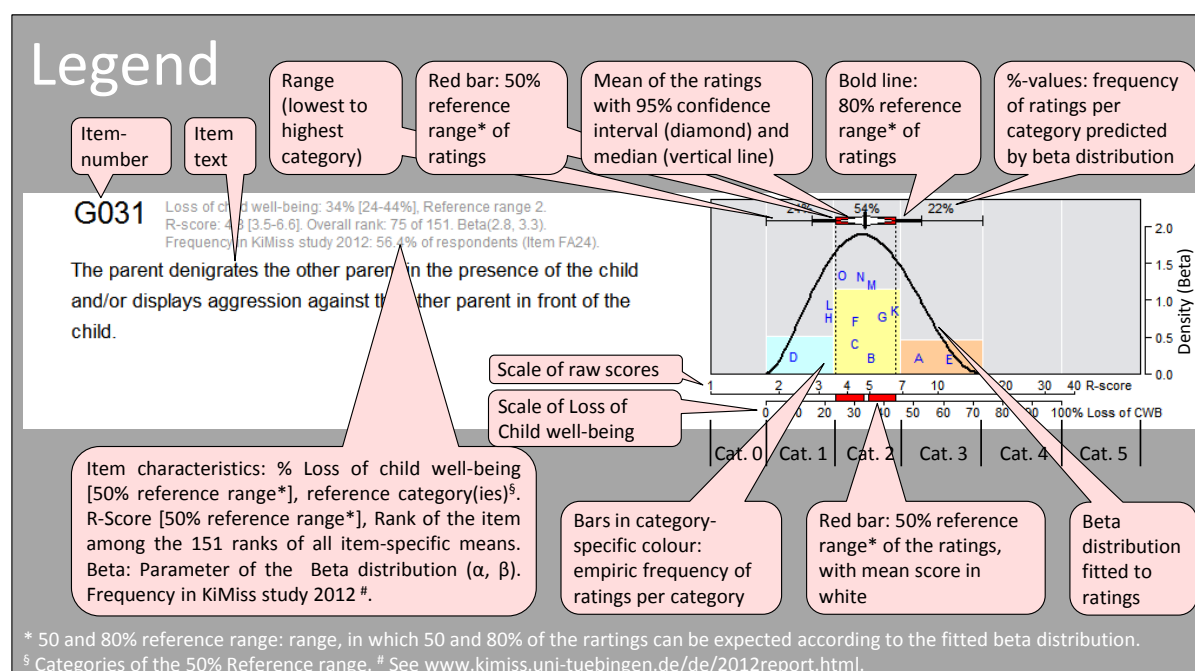 Legend
Range
(lowest to
highest
category)
Red bar: 50%
reference
range* of
ratings
Mean of the ratings
with 95% confidence
interval (diamond) and
median (vertical line)
Bold line:
80% reference
range* of
ratings
%-values: frequency
of ratings per
category predicted
by beta distribution
Item-
number
Item
text
G031
Loss of child well-being: 34% [24-44%], Reference range 2.
R-score: [3.5-6.6]. Overall rank: 75 of 151. Beta(2.8, 3.3).
Frequency in KiMiss study 2012: 56.4% of respondents (Item FA24).
The parent denigrates the other parent in the presence of the child
and/or displays aggression against the other parent in front of the
child.
24% 54% 22%
O N M
L H F G K
C
D B A E
2.0
1.5
1.0
0.5
0.0
Density (Beta)
Scale of raw scores
1 2 3 4 5 7 10 20 30 40 R-score
Scale of Loss of
Child well-being
0 10 20 30 40 50 60 70 80 90 100% Loss of CWB
Cat. 0 Cat. 1 Cat. 2 Cat. 3 Cat. 4 Cat. 5
Item characteristics: % Loss of child well-being
[50% reference range*], reference category(ies)§.
R-Score [50% reference range*], Rank of the item
among the 151 ranks of all item-specific means.
Beta: Parameter of the Beta distribution (α, β).
Frequency in KiMiss study 2012 #.
Bars in category-
specific colour:
empiric frequency of
ratings per category
Red bar: 50% reference
range* of the ratings,
with mean score in
white
Beta
distribution
fitted to
ratings
* 50 and 80% reference range: range, in which 50 and 80% of the rartings can be expected according to the fitted beta distribution.
§ Categories of the 50% Reference range. # See www.kimiss.uni-tuebingen.de/de/2012report.html.